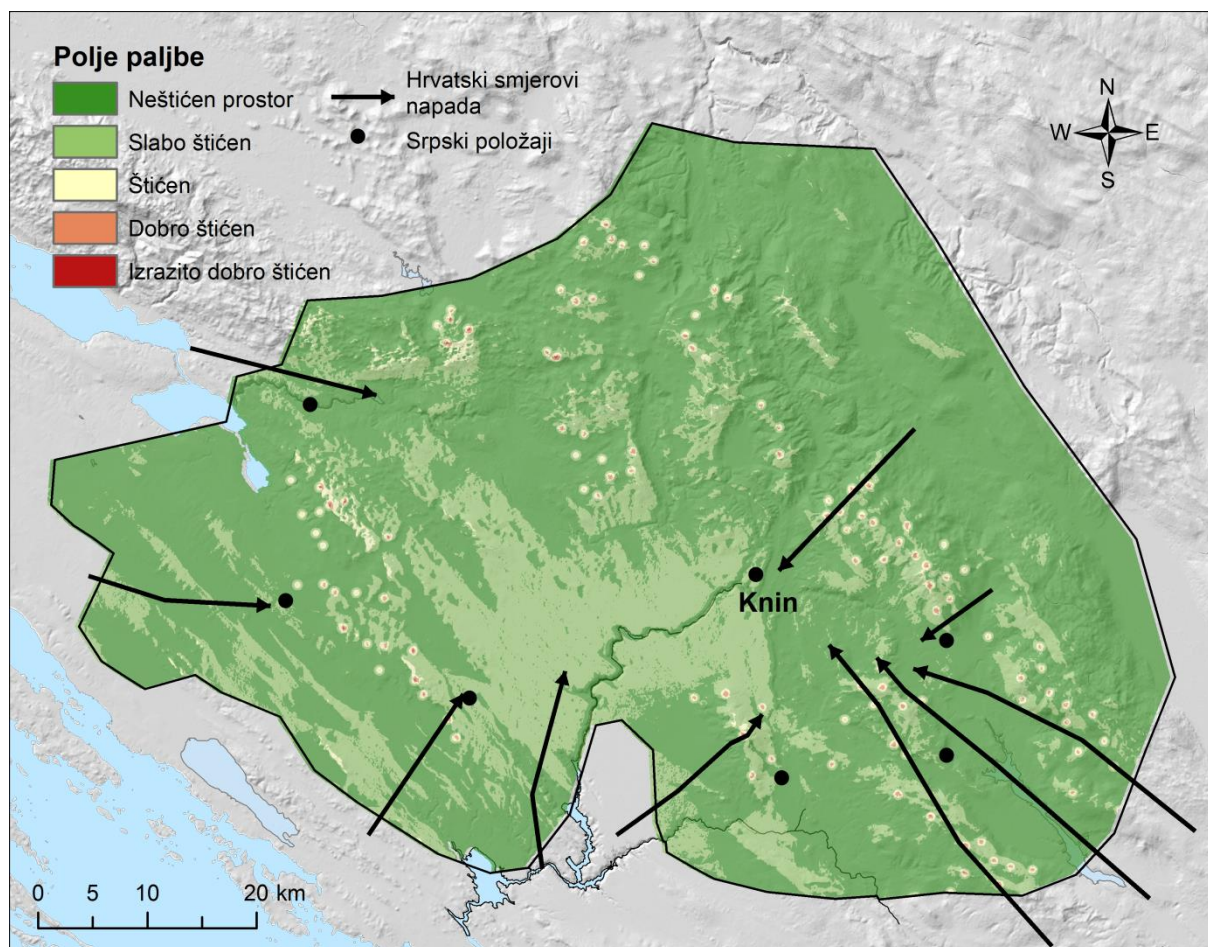 Polje paljbe
Neštićen prostor
Slabo štićen
Štićen
Dobro štićen
Izrazito dobro štićen
Hrvatski smjerovi
napada
Srpski položaji
N
W E
S
Knin
0 5 10 20 km